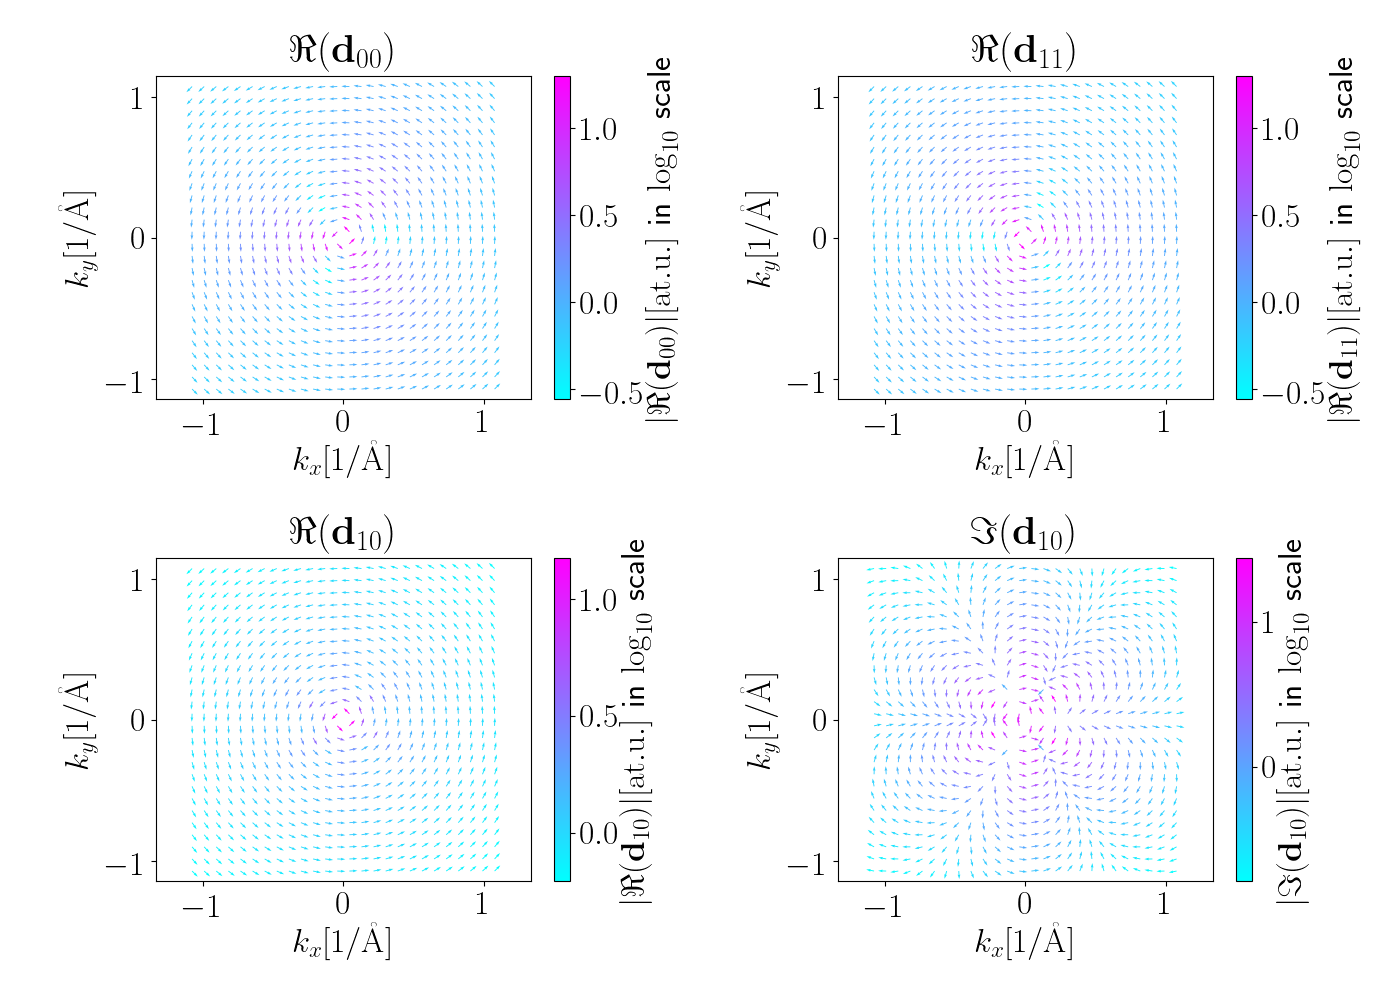 ℜ(d₀₀)
1
0
−1
k_y[1/Å]
−1
0
1
k_x[1/Å]
1.0
0.5
0.0
−0.5
|ℜ(d₀₀)|[at.u.] in log₁₀ scale
ℜ(d₁₁)
1
0
−1
k_y[1/Å]
−1
0
1
k_x[1/Å]
1.0
0.5
0.0
−0.5
|ℜ(d₁₁)|[at.u.] in log₁₀ scale
ℜ(d₁₀)
1
0
−1
k_y[1/Å]
−1
0
1
k_x[1/Å]
1.0
0.5
0.0
|ℜ(d₁₀)|[at.u.] in log₁₀ scale
ℑ(d₁₀)
1
0
−1
k_y[1/Å]
−1
0
1
k_x[1/Å]
1
0
|ℑ(d₁₀)|[at.u.] in log₁₀ scale